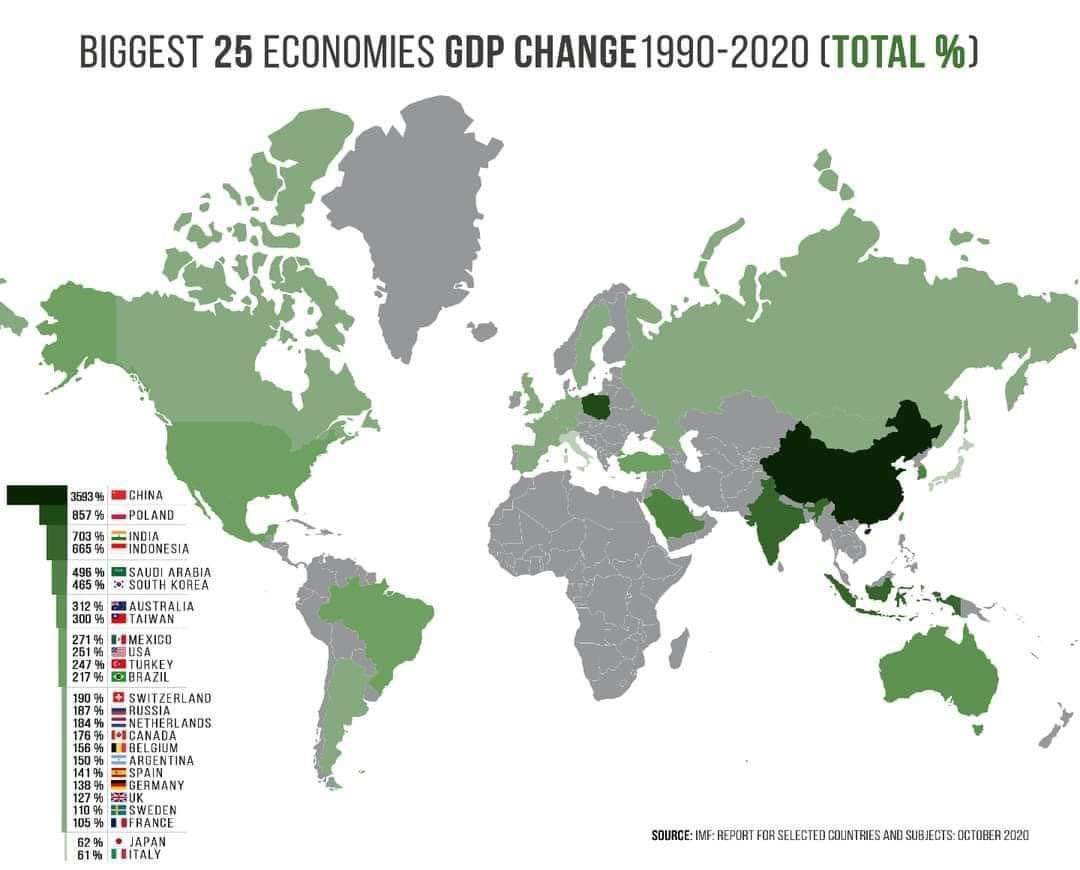 BIGGEST 25 ECONOMIES GDP CHANGE 1990-2020 (TOTAL %)
3593 % CHINA
857 % POLAND
703 % INDIA
665 % INDONESIA
496 % SAUDI ARABIA
465 % SOUTH KOREA
312 % AUSTRALIA
300 % TAIWAN
271 % MEXICO
251 % USA
247 % TURKEY
217 % BRAZIL
190 % SWITZERLAND
187 % RUSSIA
184 % NETHERLANDS
176 % CANADA
156 % BELGIUM
150 % ARGENTINA
141 % SPAIN
138 % GERMANY
127 % UK
110 % SWEDEN
105 % FRANCE
62 % JAPAN
61 % ITALY
SOURCE: IMF: REPORT FOR SELECTED COUNTRIES AND SUBJECTS: OCTOBER 2020